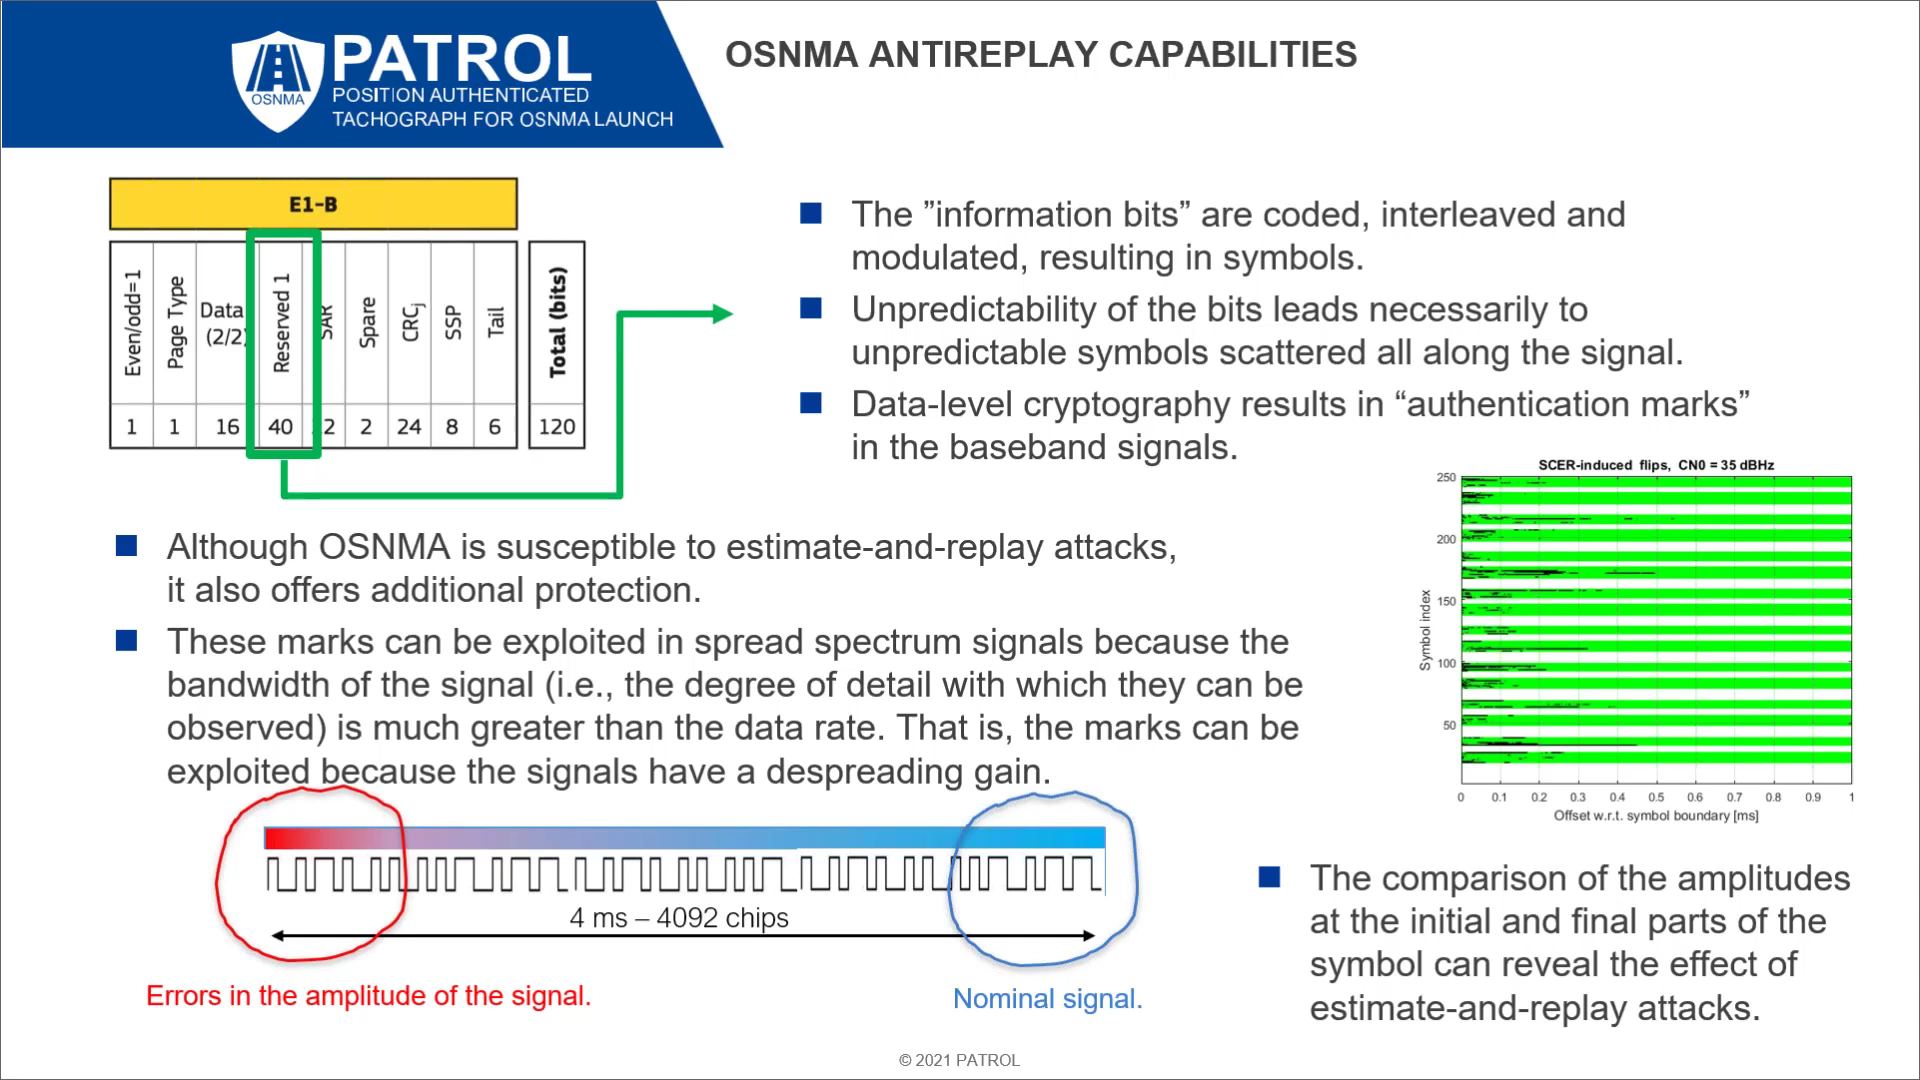 OSNMA
PATROL
POSITION AUTHENTICATED
TACHOGRAPH FOR OSNMA LAUNCH
OSNMA ANTIREPLAY CAPABILITIES
E1-B
Even/odd=1
Page Type
Data
(2/2)
Reserved 1
SAR
Spare
CRCj
SSP
Tail
Total (bits)
1 1 16 40 2 2 24 8 6 120
The ”information bits” are coded, interleaved and
modulated, resulting in symbols.
Unpredictability of the bits leads necessarily to
unpredictable symbols scattered all along the signal.
Data-level cryptography results in “authentication marks”
in the baseband signals.
Although OSNMA is susceptible to estimate-and-replay attacks,
it also offers additional protection.
These marks can be exploited in spread spectrum signals because the
bandwidth of the signal (i.e., the degree of detail with which they can be
observed) is much greater than the data rate. That is, the marks can be
exploited because the signals have a despreading gain.
SCER-induced flips, CN0 = 35 dBHz
250
200
150
100
50
Symbol index
0 0.1 0.2 0.3 0.4 0.5 0.6 0.7 0.8 0.9 1
Offset w.r.t. symbol boundary [ms]
4 ms – 4092 chips
Errors in the amplitude of the signal.
Nominal signal.
The comparison of the amplitudes
at the initial and final parts of the
symbol can reveal the effect of
estimate-and-replay attacks.
© 2021 PATROL